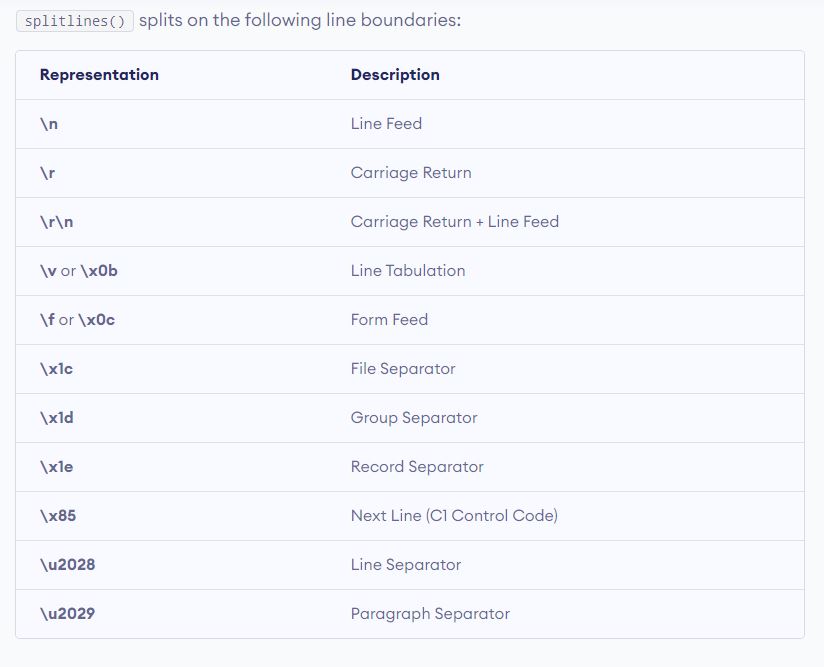 splitlines() splits on the following line boundaries:
Representation Description
\n Line Feed
\r Carriage Return
\r\n Carriage Return + Line Feed
\v or \x0b Line Tabulation
\f or \x0c Form Feed
\x1c File Separator
\x1d Group Separator
\x1e Record Separator
\x85 Next Line (C1 Control Code)
\u2028 Line Separator
\u2029 Paragraph Separator